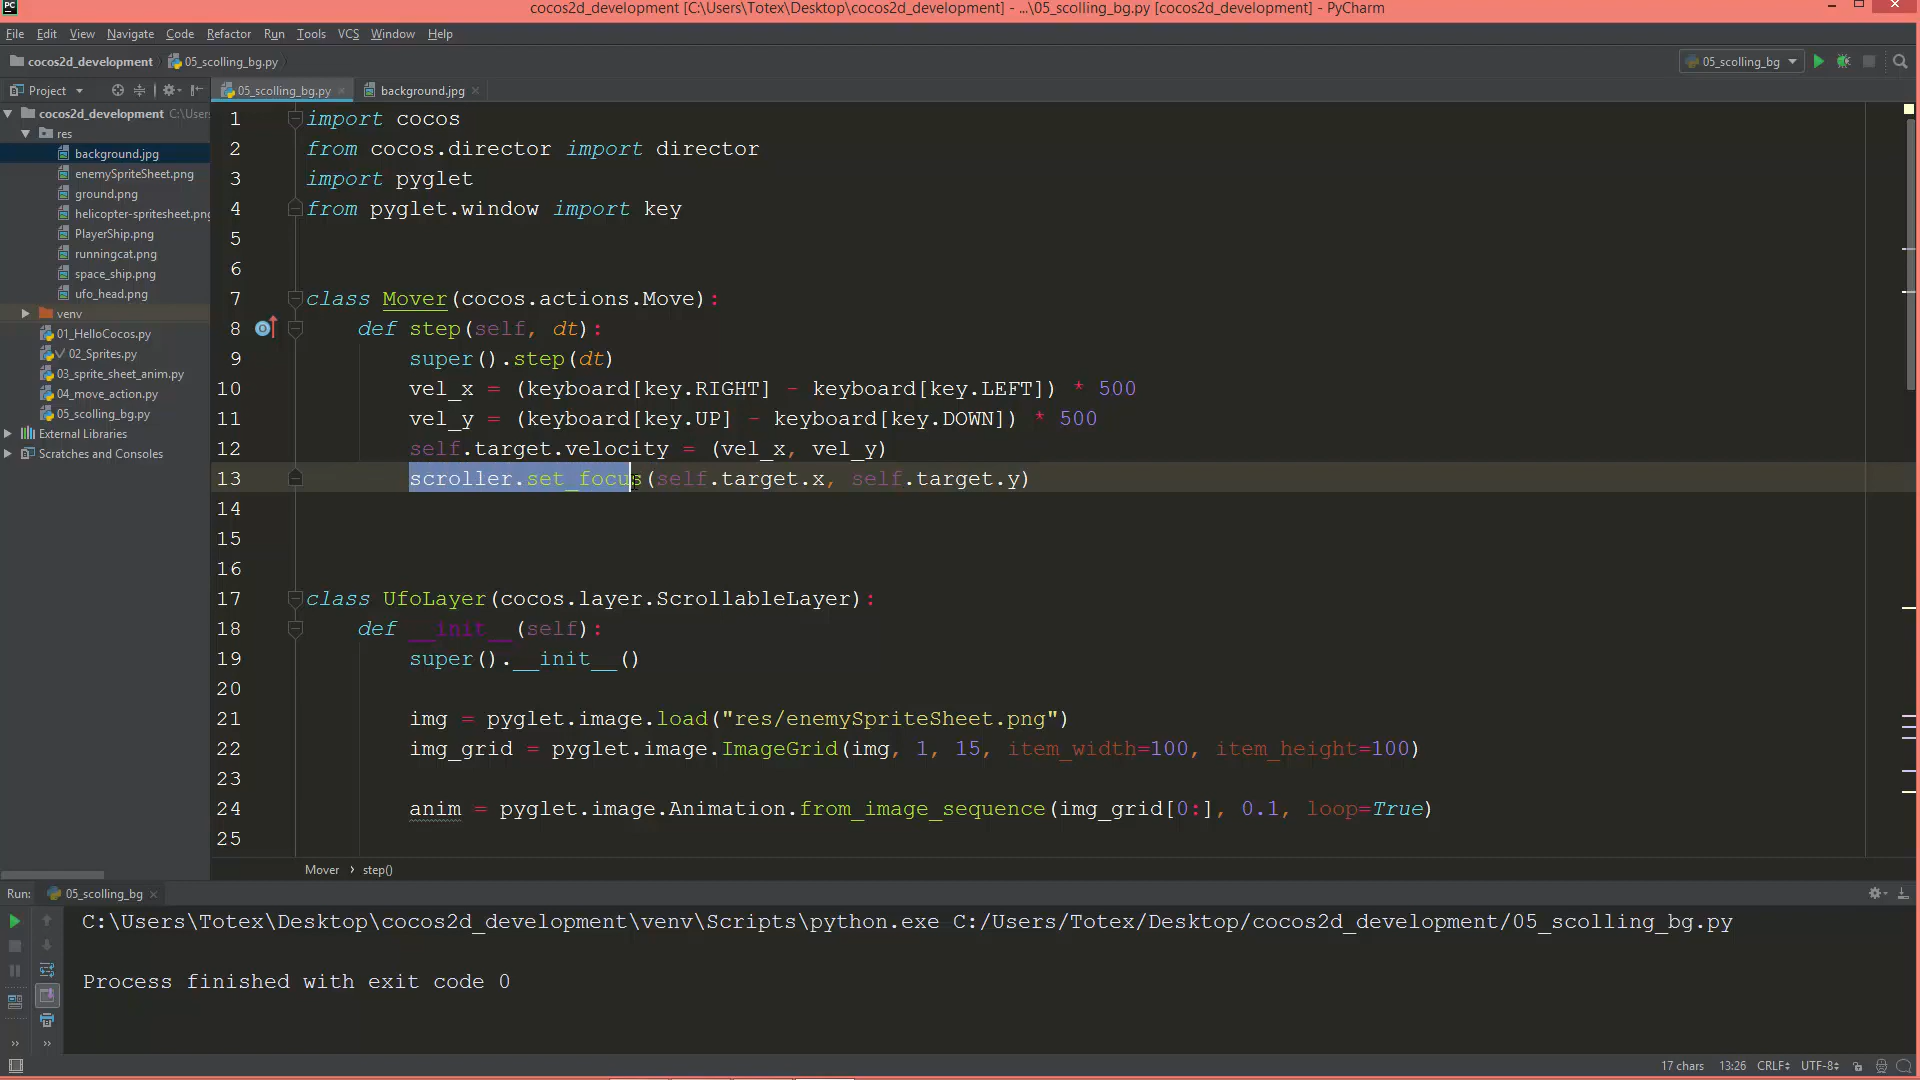 cocos2d_development [C:\Users\Totex\Desktop\cocos2d_development] - ...\05_scolling_bg.py [cocos2d_development] - PyCharm
File Edit View Navigate Code Refactor Run Tools VCS Window Help
cocos2d_development 05_scolling_bg.py
05_scolling_bg
Project
05_scolling_bg.py
background.jpg
cocos2d_development C:\Users
res
background.jpg
enemySpriteSheet.png
ground.png
helicopter-spritesheet.png
PlayerShip.png
runningcat.png
space_ship.png
ufo_head.png
venv
01_HelloCocos.py
02_Sprites.py
03_sprite_sheet_anim.py
04_move_action.py
05_scolling_bg.py
External Libraries
Scratches and Consoles
1 import cocos
2 from cocos.director import director
3 import pyglet
4 from pyglet.window import key
5
6
7 class Mover(cocos.actions.Move):
8 def step(self, dt):
9 super().step(dt)
10 vel_x = (keyboard[key.RIGHT] - keyboard[key.LEFT]) * 500
11 vel_y = (keyboard[key.UP] - keyboard[key.DOWN]) * 500
12 self.target.velocity = (vel_x, vel_y)
13 scroller.set_focus(self.target.x, self.target.y)
14
15
16
17 class UfoLayer(cocos.layer.ScrollableLayer):
18 def __init__(self):
19 super().__init__()
20
21 img = pyglet.image.load("res/enemySpriteSheet.png")
22 img_grid = pyglet.image.ImageGrid(img, 1, 15, item_width=100, item_height=100)
23
24 anim = pyglet.image.Animation.from_image_sequence(img_grid[0:], 0.1, loop=True)
25
Mover › step()
Run: 05_scolling_bg
C:\Users\Totex\Desktop\cocos2d_development\venv\Scripts\python.exe C:/Users/Totex/Desktop/cocos2d_development/05_scolling_bg.py
Process finished with exit code 0
17 chars 13:26 CRLF UTF-8